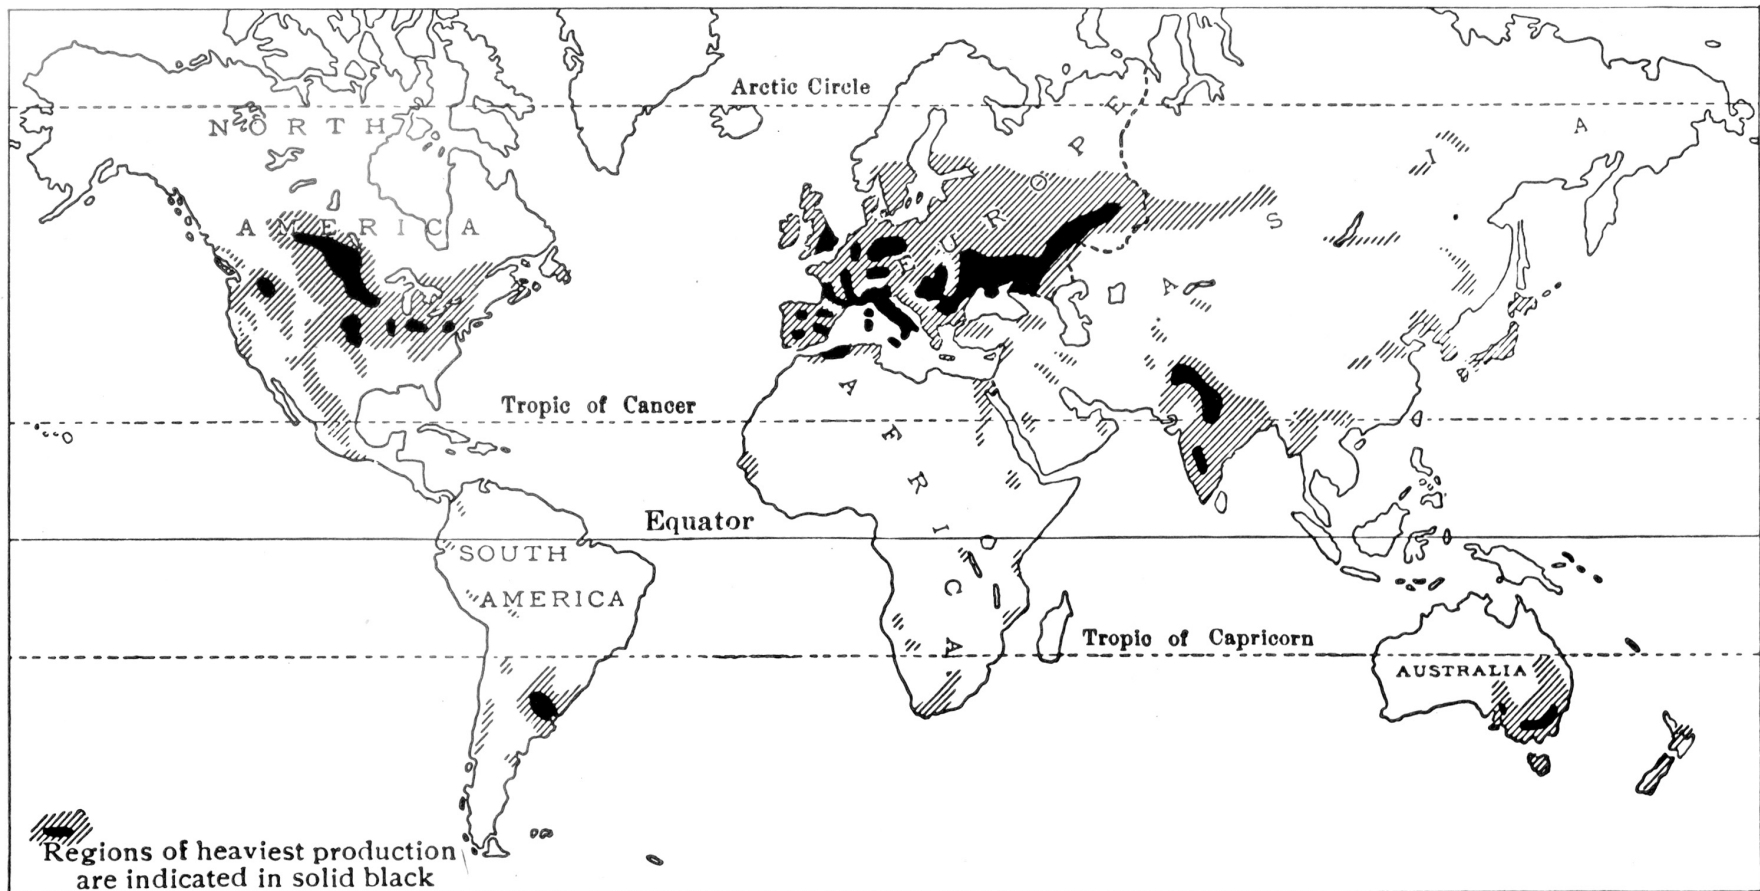 Arctic Circle
NORTH
AMERICA
EUROPE
ASIA
Tropic of Cancer
AFRICA
Equator
SOUTH
AMERICA
Tropic of Capricorn
AUSTRALIA
Regions of heaviest production
are indicated in solid black